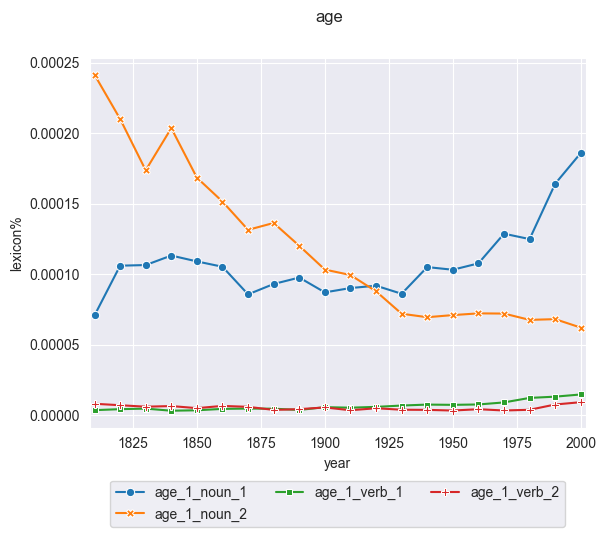 age
0.00025
0.00020
0.00015
0.00010
0.00005
0.00000
lexicon%
1825 1850 1875 1900 1925 1950 1975 2000
year
age_1_noun_1 age_1_verb_1 age_1_verb_2
age_1_noun_2